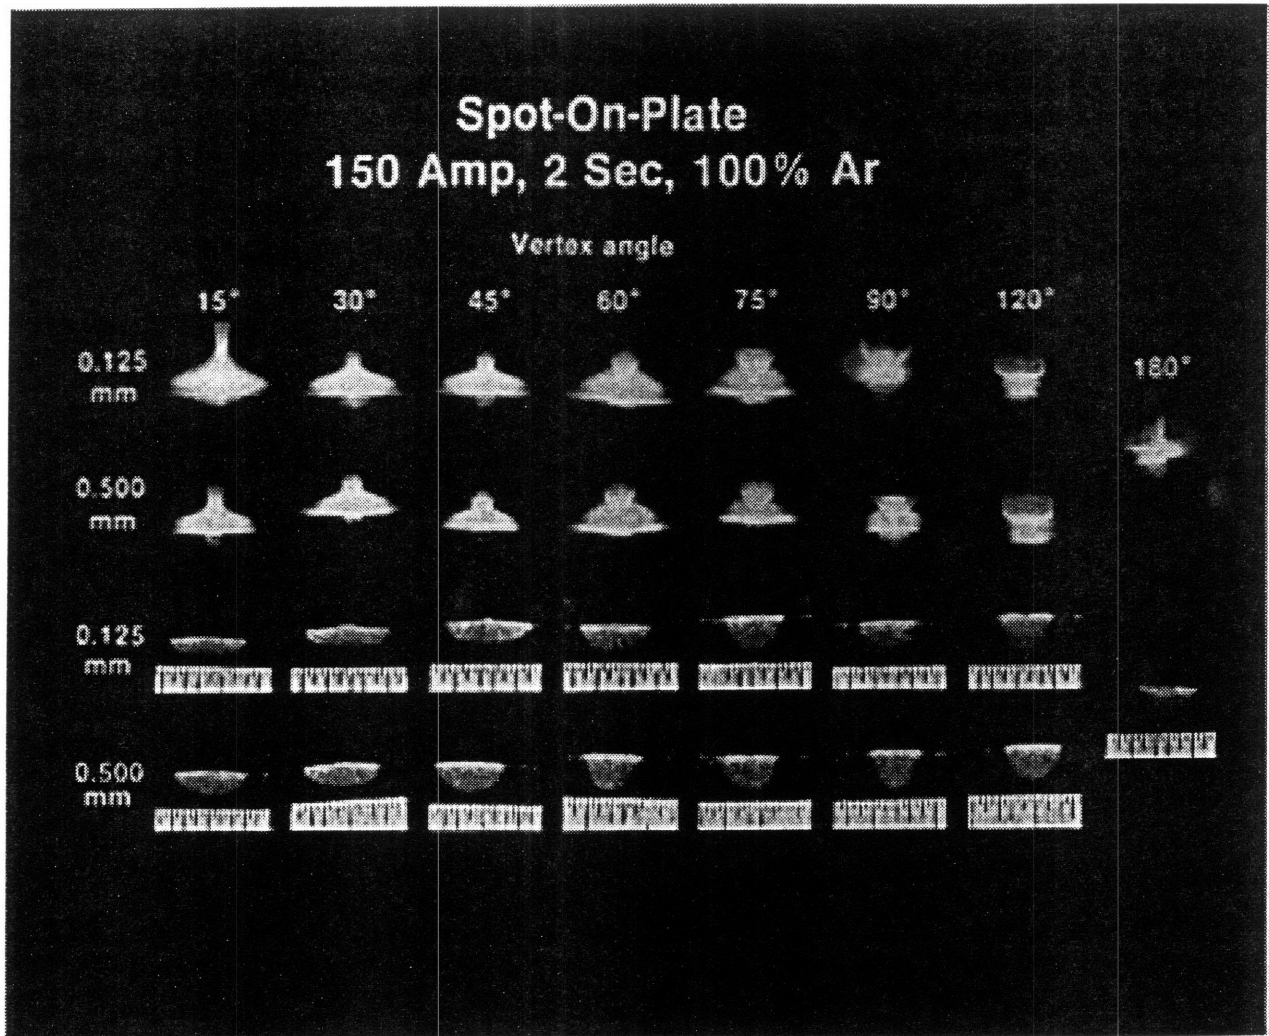 Spot-On-Plate
150 Amp, 2 Sec, 100% Ar
Vertex angle
15° 30° 45° 60° 75° 90° 120°
180°
0.125
mm
0.500
mm
0.125
mm
0.500
mm